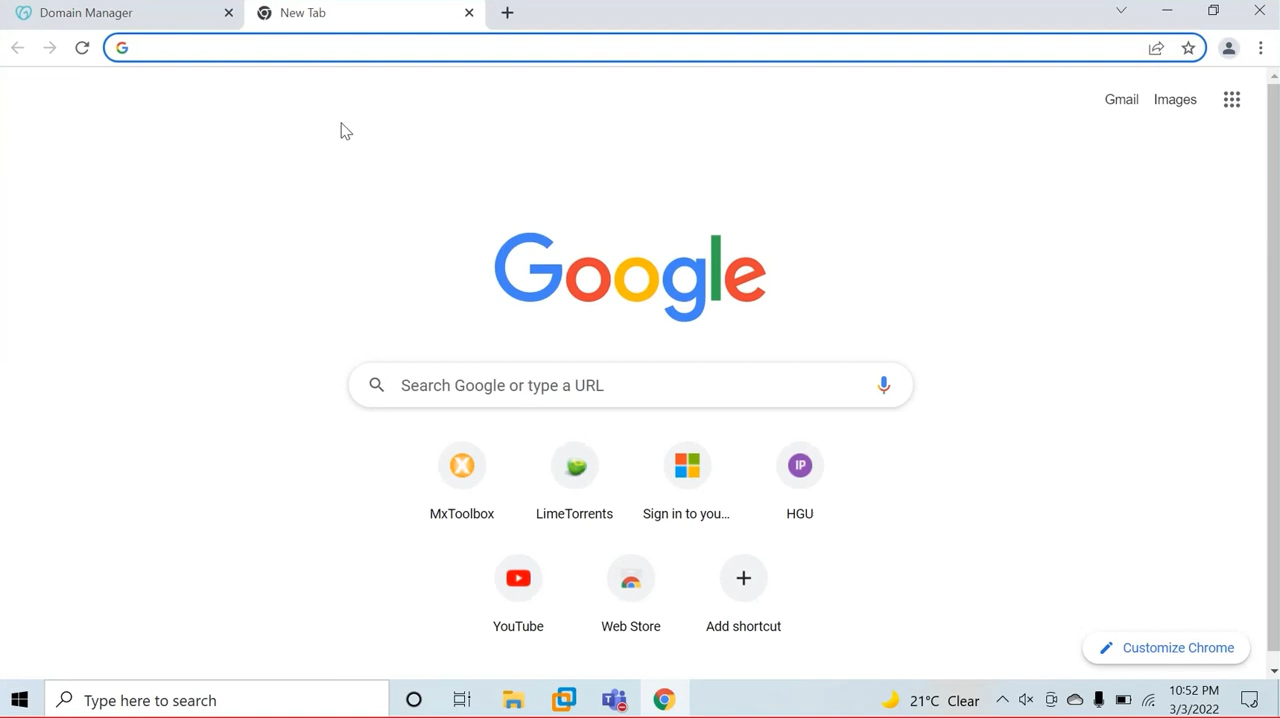 Domain Manager
New Tab
Gmail Images
Google
Search Google or type a URL
MxToolbox LimeTorrents Sign in to you... HGU
IP
YouTube Web Store Add shortcut
Customize Chrome
Type here to search
21°C Clear
10:52 PM
3/3/2022